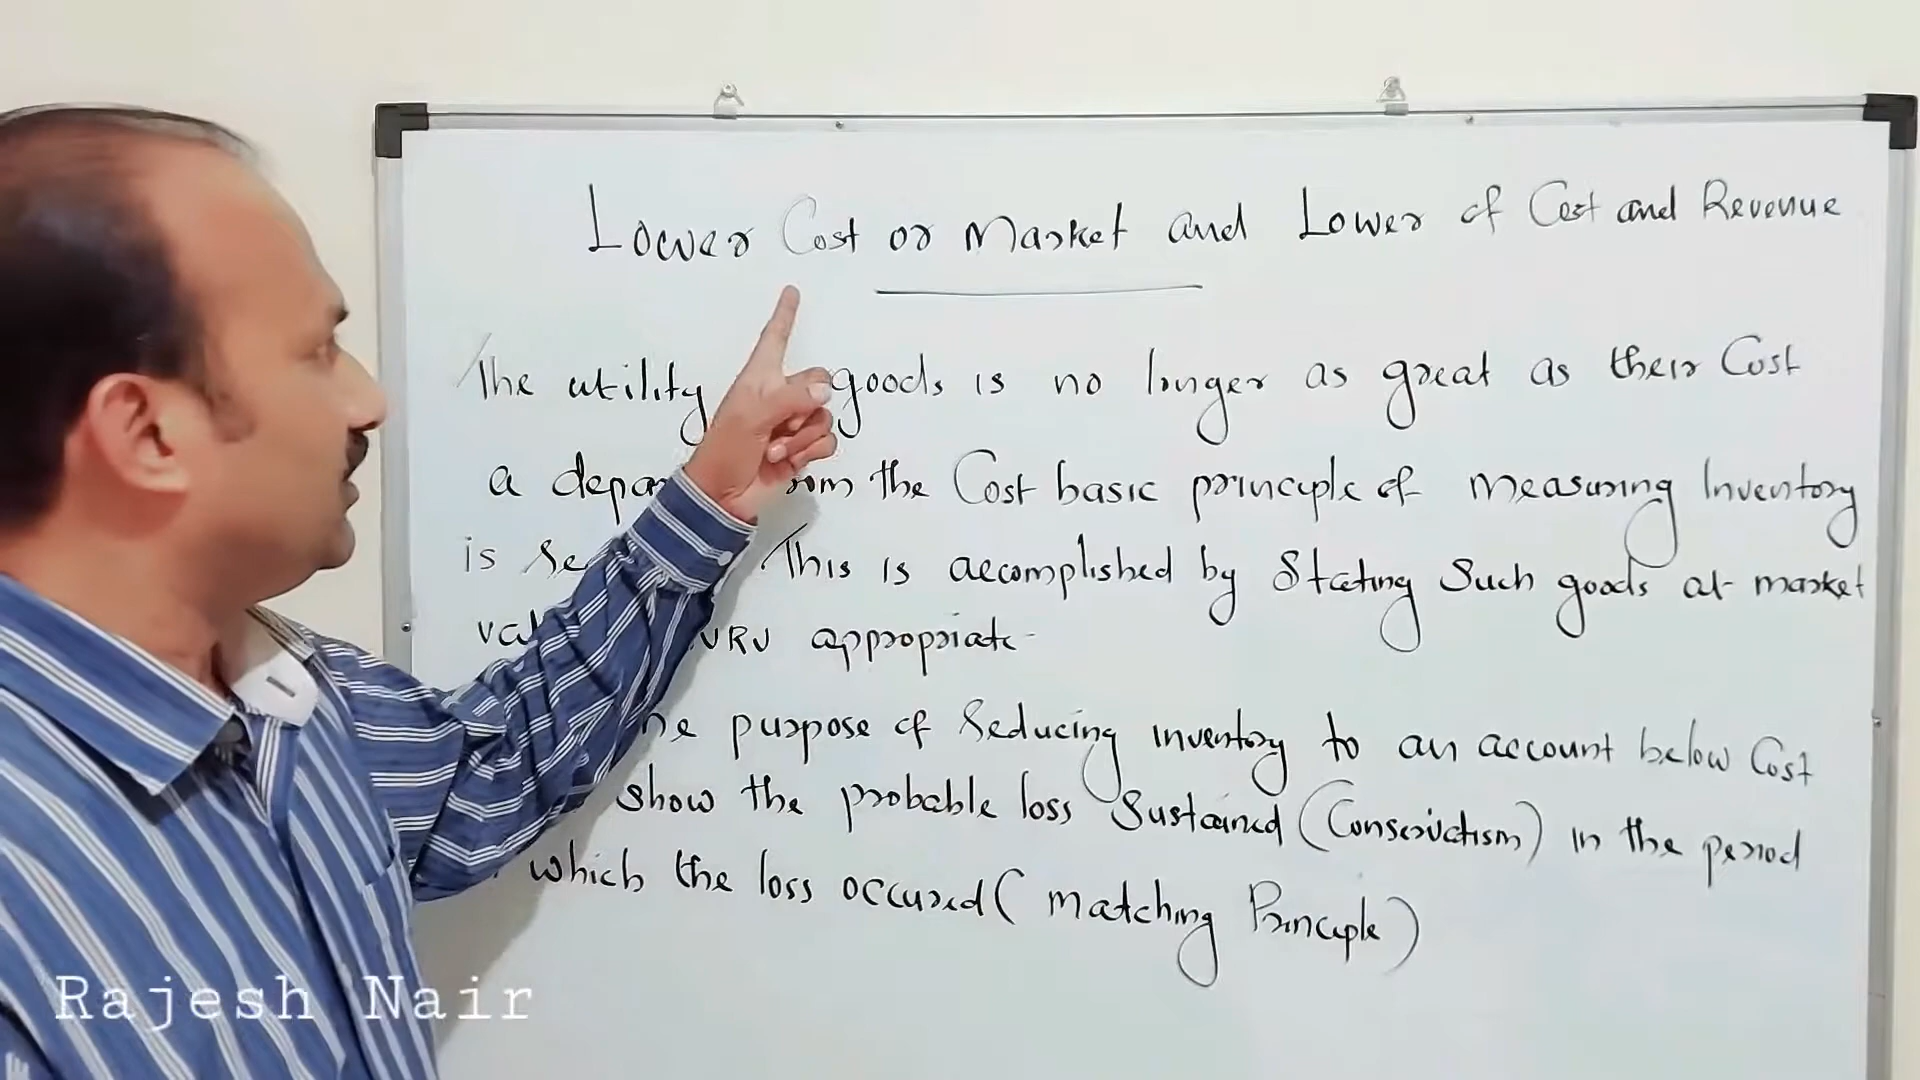 Lower Cost or Market and Lower of Cost and Revenue
The utility goods is no longer as great as their Cost
a the Cost basic principle of measuring Inventory
is This is accomplished by Stating Such goods at market
appropriate
purpose of reducing inventory to an account below Cost
show the probable loss Sustained (Conservatism) in the period
which the loss occured (matching Principle)
Rajesh Nair